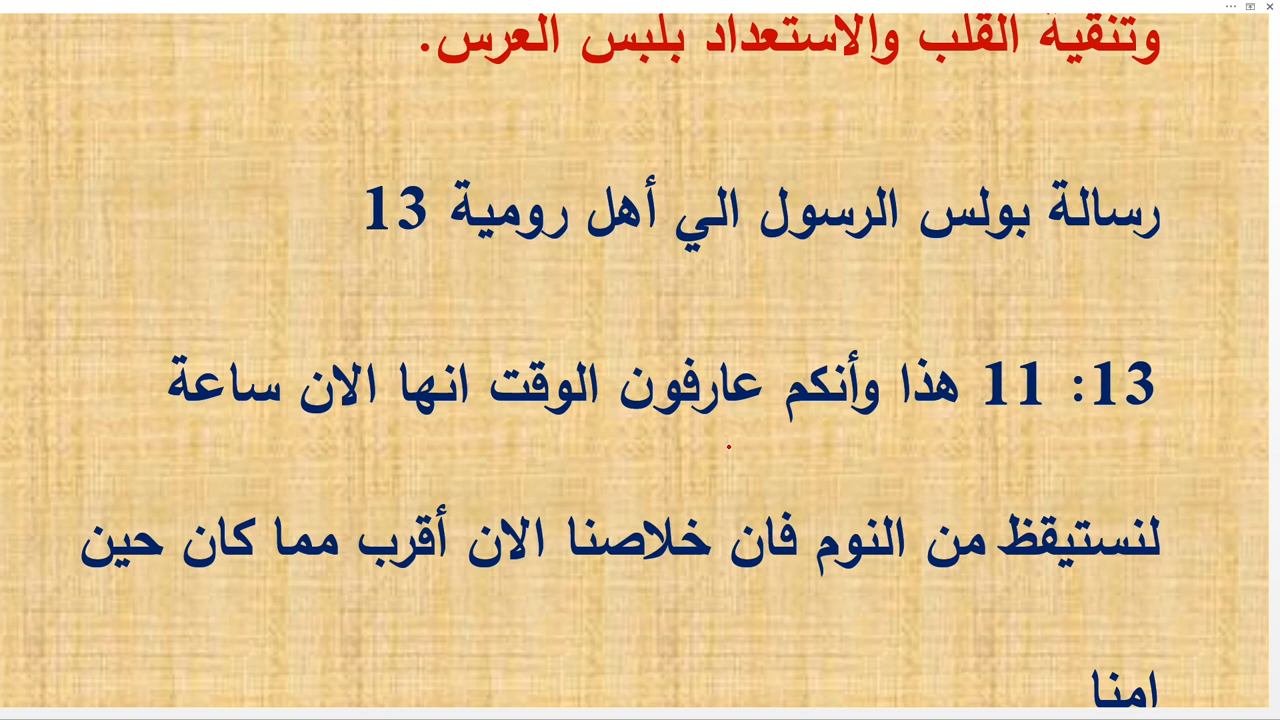 وتنقية القلب والاستعداد بلبس العرس.
رسالة بولس الرسول الي أهل رومية 13
13: 11 هذا وأنكم عارفون الوقت انها الان ساعة
لنستيقظ من النوم فان خلاصنا الان أقرب مما كان حين
امنا